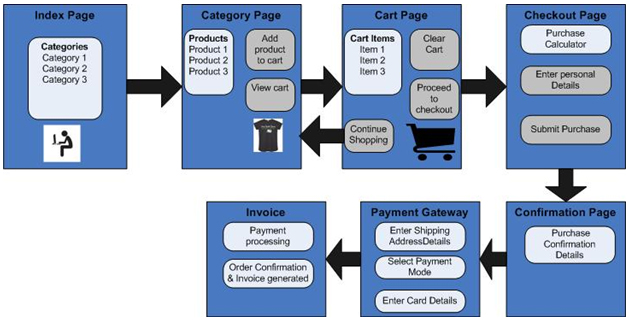 Index Page
Categories
Category 1
Category 2
Category 3
Category Page
Products
Product 1
Product 2
Product 3
Add
product
to cart
View cart
Cart Page
Cart Items
Item 1
Item 2
Item 3
Clear
Cart
Proceed
to
checkout
Continue
Shopping
Checkout Page
Purchase
Calculator
Enter personal
Details
Submit Purchase
Confirmation Page
Purchase
Confirmation
Details
Payment Gateway
Enter Shipping
AddressDetails
Select Payment
Mode
Enter Card Details
Invoice
Payment
processing
Order Confirmation
& Invoice generated